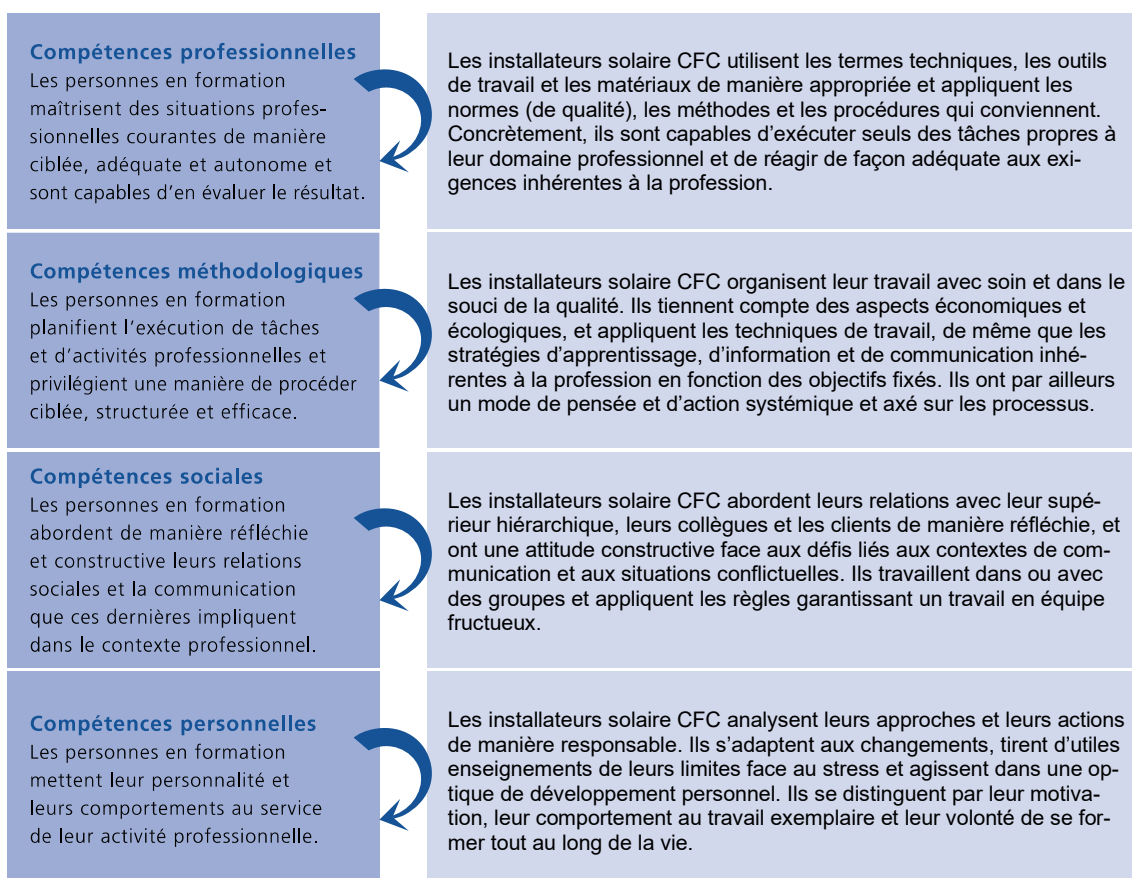 Compétences professionnelles
Les personnes en formation
maîtrisent des situations profes-
sionnelles courantes de manière
ciblée, adéquate et autonome et
sont capables d'en évaluer le résultat.
Les installateurs solaire CFC utilisent les termes techniques, les outils
de travail et les matériaux de manière appropriée et appliquent les
normes (de qualité), les méthodes et les procédures qui conviennent.
Concrètement, ils sont capables d'exécuter seuls des tâches propres à
leur domaine professionnel et de réagir de façon adéquate aux exi-
gences inhérentes à la profession.
Compétences méthodologiques
Les personnes en formation
planifient l'exécution de tâches
et d'activités professionnelles et
privilégient une manière de procéder
ciblée, structurée et efficace.
Les installateurs solaire CFC organisent leur travail avec soin et dans le
souci de la qualité. Ils tiennent compte des aspects économiques et
écologiques, et appliquent les techniques de travail, de même que les
stratégies d'apprentissage, d'information et de communication inhé-
rentes à la profession en fonction des objectifs fixés. Ils ont par ailleurs
un mode de pensée et d'action systémique et axé sur les processus.
Compétences sociales
Les personnes en formation
abordent de manière réfléchie
et constructive leurs relations
sociales et la communication
que ces dernières impliquent
dans le contexte professionnel.
Les installateurs solaire CFC abordent leurs relations avec leur supé-
rieur hiérarchique, leurs collègues et les clients de manière réfléchie, et
ont une attitude constructive face aux défis liés aux contextes de com-
munication et aux situations conflictuelles. Ils travaillent dans ou avec
des groupes et appliquent les règles garantissant un travail en équipe
fructueux.
Compétences personnelles
Les personnes en formation
mettent leur personnalité et
leurs comportements au service
de leur activité professionnelle.
Les installateurs solaire CFC analysent leurs approches et leurs actions
de manière responsable. Ils s'adaptent aux changements, tirent d'utiles
enseignements de leurs limites face au stress et agissent dans une op-
tique de développement personnel. Ils se distinguent par leur motiva-
tion, leur comportement au travail exemplaire et leur volonté de se for-
mer tout au long de la vie.